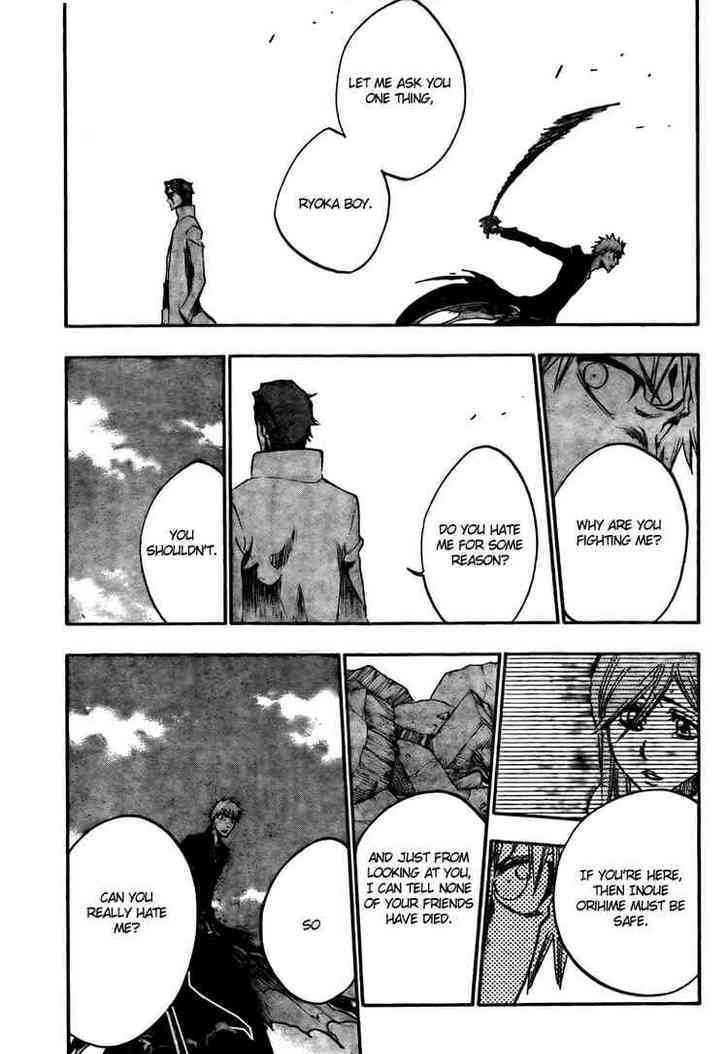 LET ME ASK YOU
ONE THING,
RYOKA BOY.
WHY ARE YOU
FIGHTING ME?
DO YOU HATE
ME FOR SOME
REASON?
YOU
SHOULDN'T.
IF YOU'RE HERE,
THEN INOUE
ORIHIME MUST BE
SAFE.
AND JUST FROM
LOOKING AT YOU,
I CAN TELL NONE
OF YOUR FRIENDS
HAVE DIED.
SO
CAN YOU
REALLY HATE
ME?